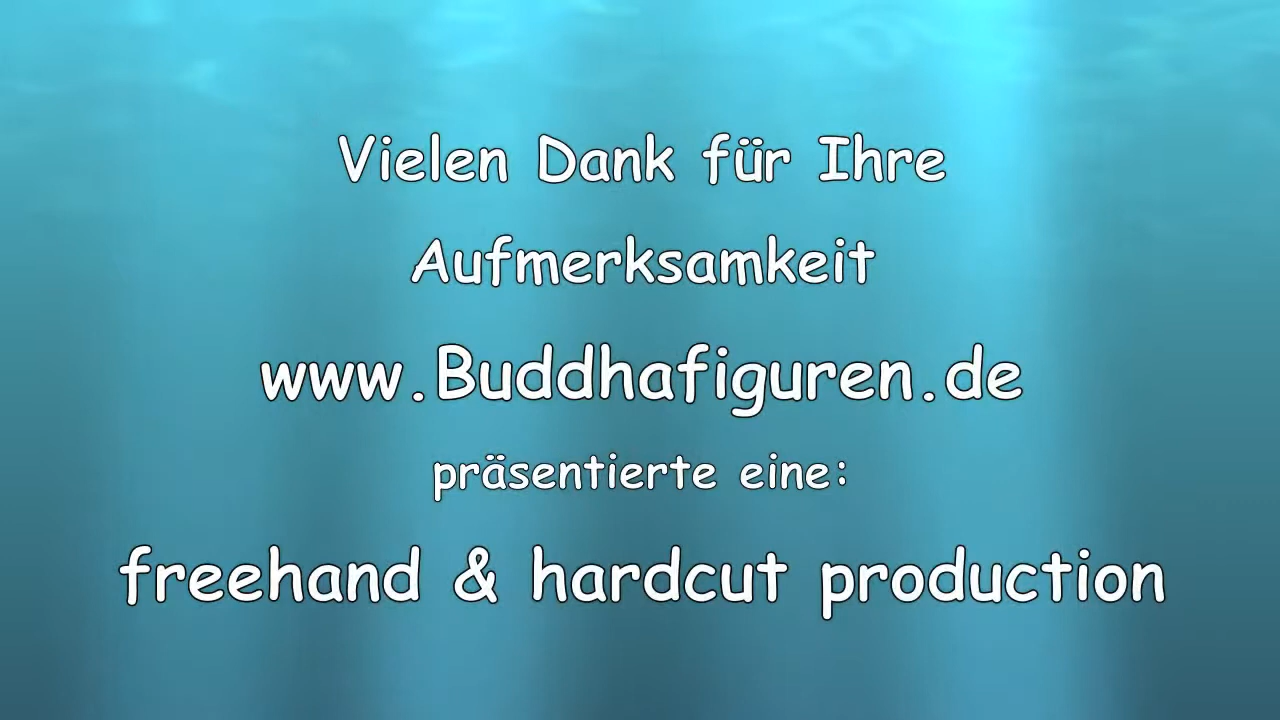 Vielen Dank für Ihre
Aufmerksamkeit
www.Buddhafiguren.de
präsentierte eine:
freehand & hardcut production